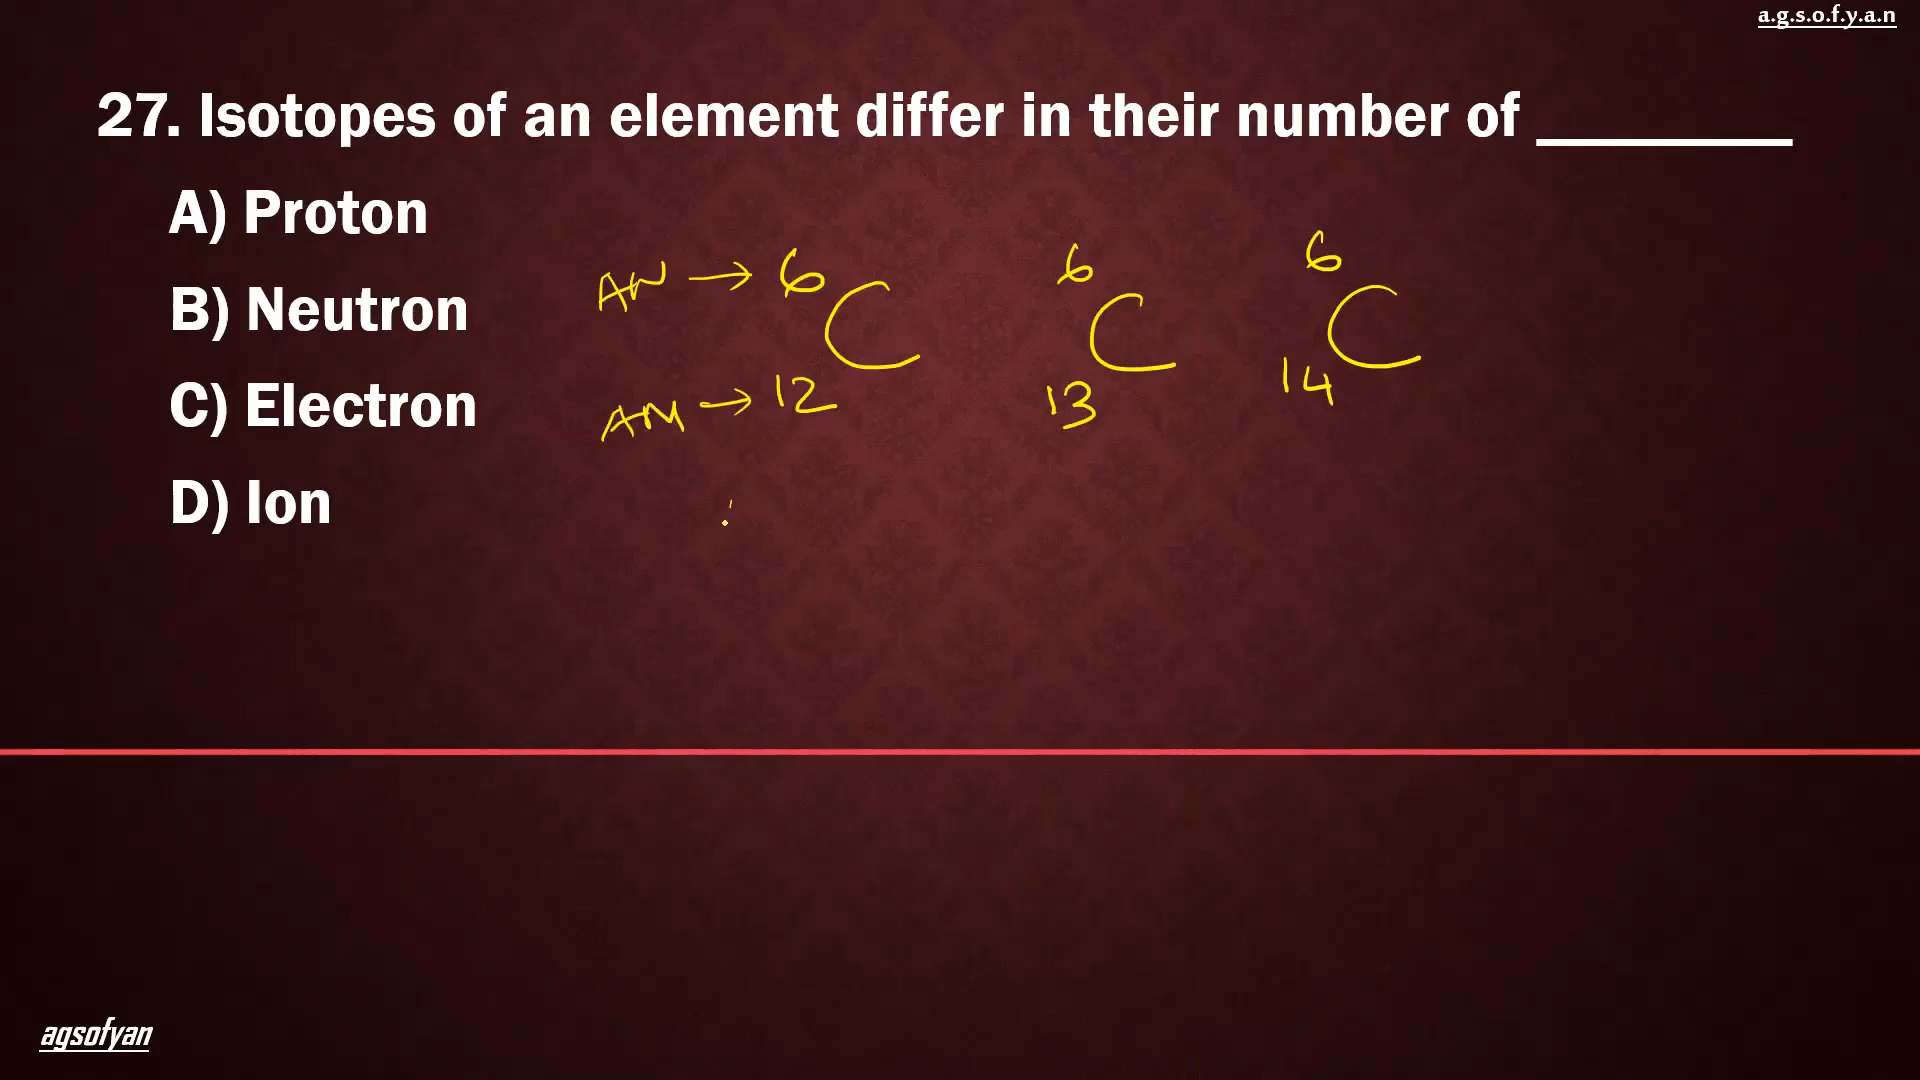 a.g.s.o.f.y.a.n
27. Isotopes of an element differ in their number of __________
A) Proton
B) Neutron
C) Electron
D) Ion
AN → 6 C 6 C 6 C
AM → 12 13 14
agsofyan